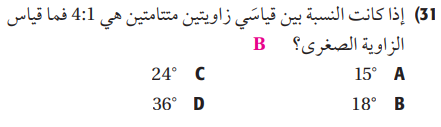 31) إذا كانت النسبة بين قياسَي زاويتين متتامتين هي 4:1 فما قياس
الزاوية الصغرى؟ B
24° C 15° A
36° D 18° B